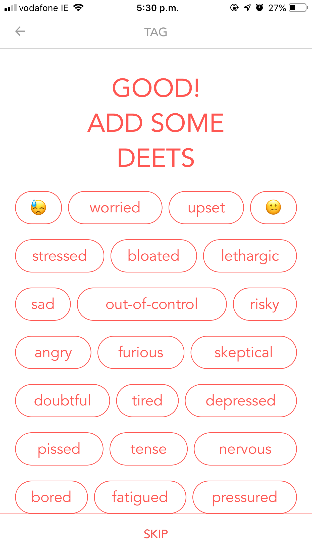 vodafone IE 5:30 p.m. 27%
TAG
GOOD!
ADD SOME
DEETS
worried upset
stressed bloated lethargic
sad out-of-control risky
angry furious skeptical
doubtful tired depressed
pissed tense nervous
bored fatigued pressured
SKIP